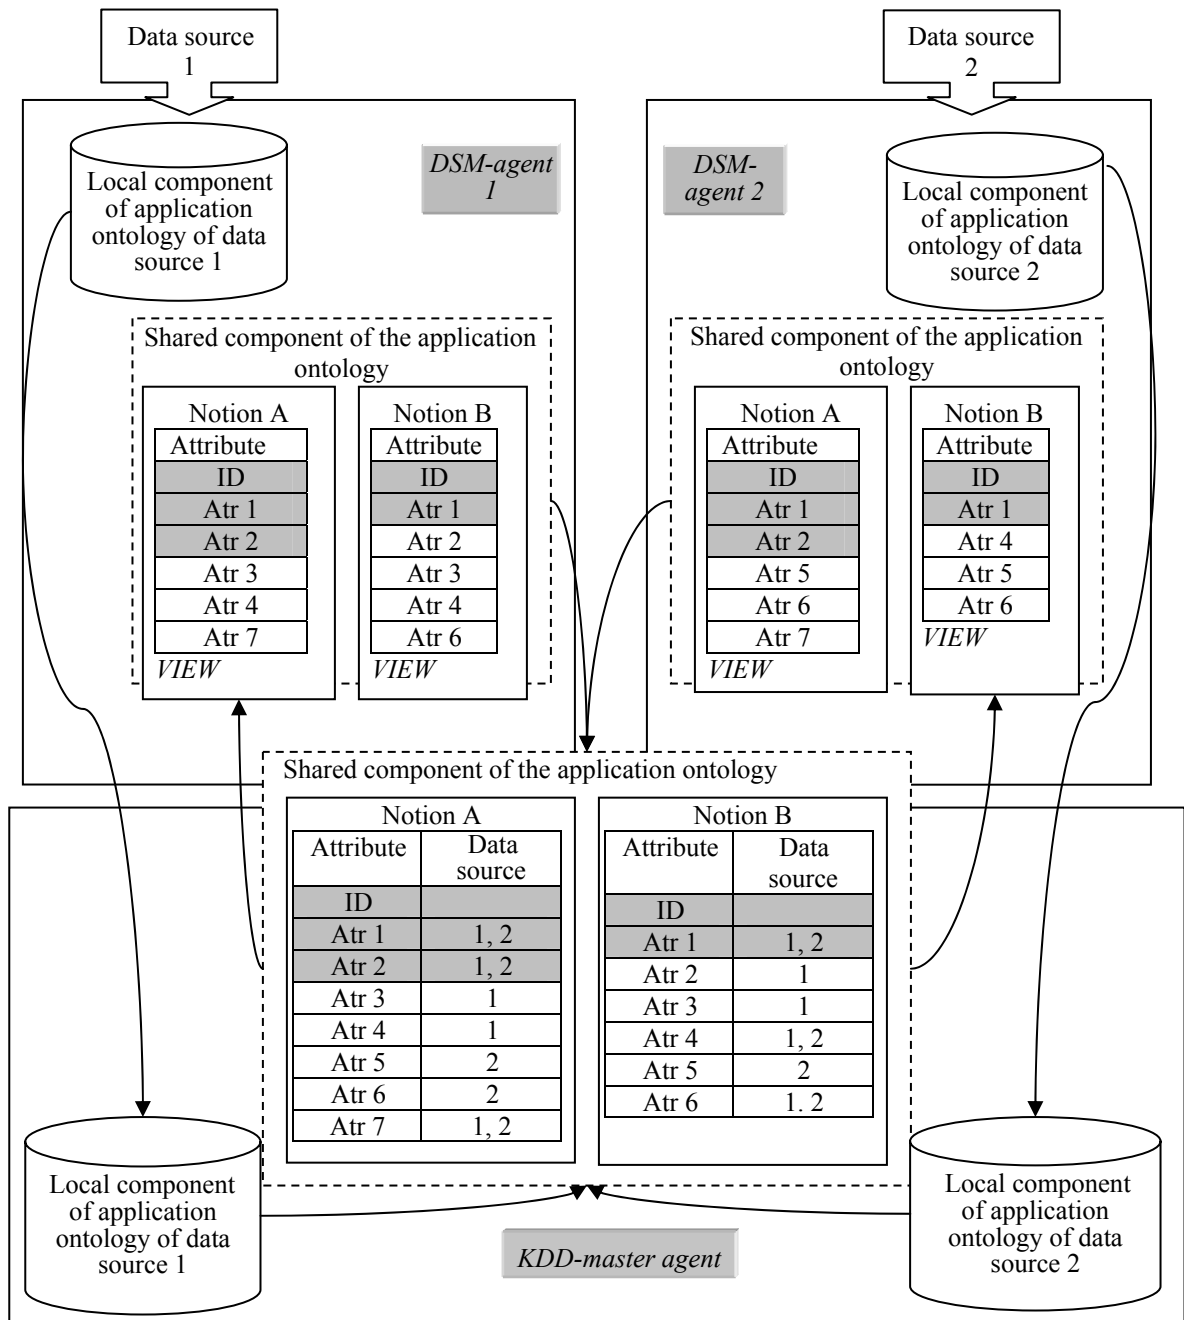 Data source
1
Data source
2
DSM-agent
1
DSM-
agent 2
Local component
of application
ontology of data
source 1
Local component
of application
ontology of data
source 2
Shared component of the application
ontology
Notion A
Attribute
ID
Atr 1
Atr 2
Atr 3
Atr 4
Atr 7
VIEW
Notion B
Attribute
ID
Atr 1
Atr 2
Atr 3
Atr 4
Atr 6
VIEW
Shared component of the application
ontology
Notion A
Attribute
ID
Atr 1
Atr 2
Atr 5
Atr 6
Atr 7
VIEW
Notion B
Attribute
ID
Atr 1
Atr 4
Atr 5
Atr 6
VIEW
Shared component of the application ontology
Notion A
Attribute Data
source
ID
Atr 1 1, 2
Atr 2 1, 2
Atr 3 1
Atr 4 1
Atr 5 2
Atr 6 2
Atr 7 1, 2
Notion B
Attribute Data
source
ID
Atr 1 1, 2
Atr 2 1
Atr 3 1
Atr 4 1, 2
Atr 5 2
Atr 6 1. 2
Local component
of application
ontology of data
source 1
KDD-master agent
Local component
of application
ontology of data
source 2